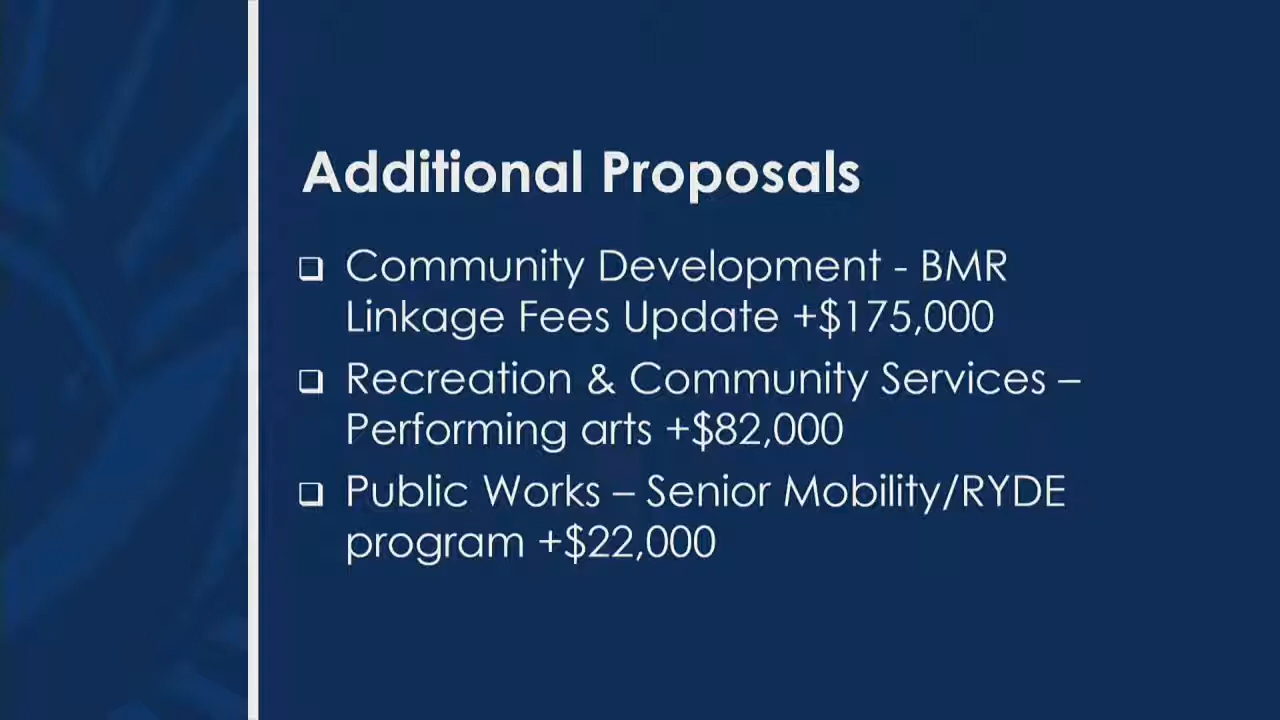 Additional Proposals
❑ Community Development - BMR
Linkage Fees Update +$175,000
❑ Recreation & Community Services –
Performing arts +$82,000
❑ Public Works – Senior Mobility/RYDE
program +$22,000